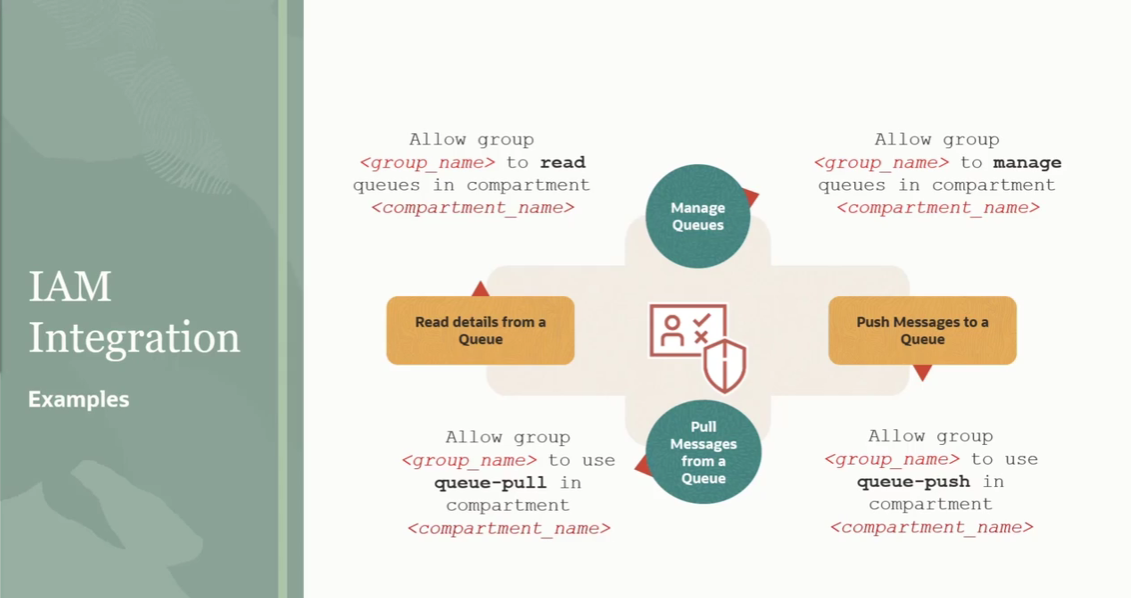 IAM
Integration
Examples
Allow group
<group_name> to read
queues in compartment
<compartment_name>
Manage
Queues
Allow group
<group_name> to manage
queues in compartment
<compartment_name>
Read details from a
Queue
Push Messages to a
Queue
Allow group
<group_name> to use
queue-pull in
compartment
<compartment_name>
Pull
Messages
from a
Queue
Allow group
<group_name> to use
queue-push in
compartment
<compartment_name>